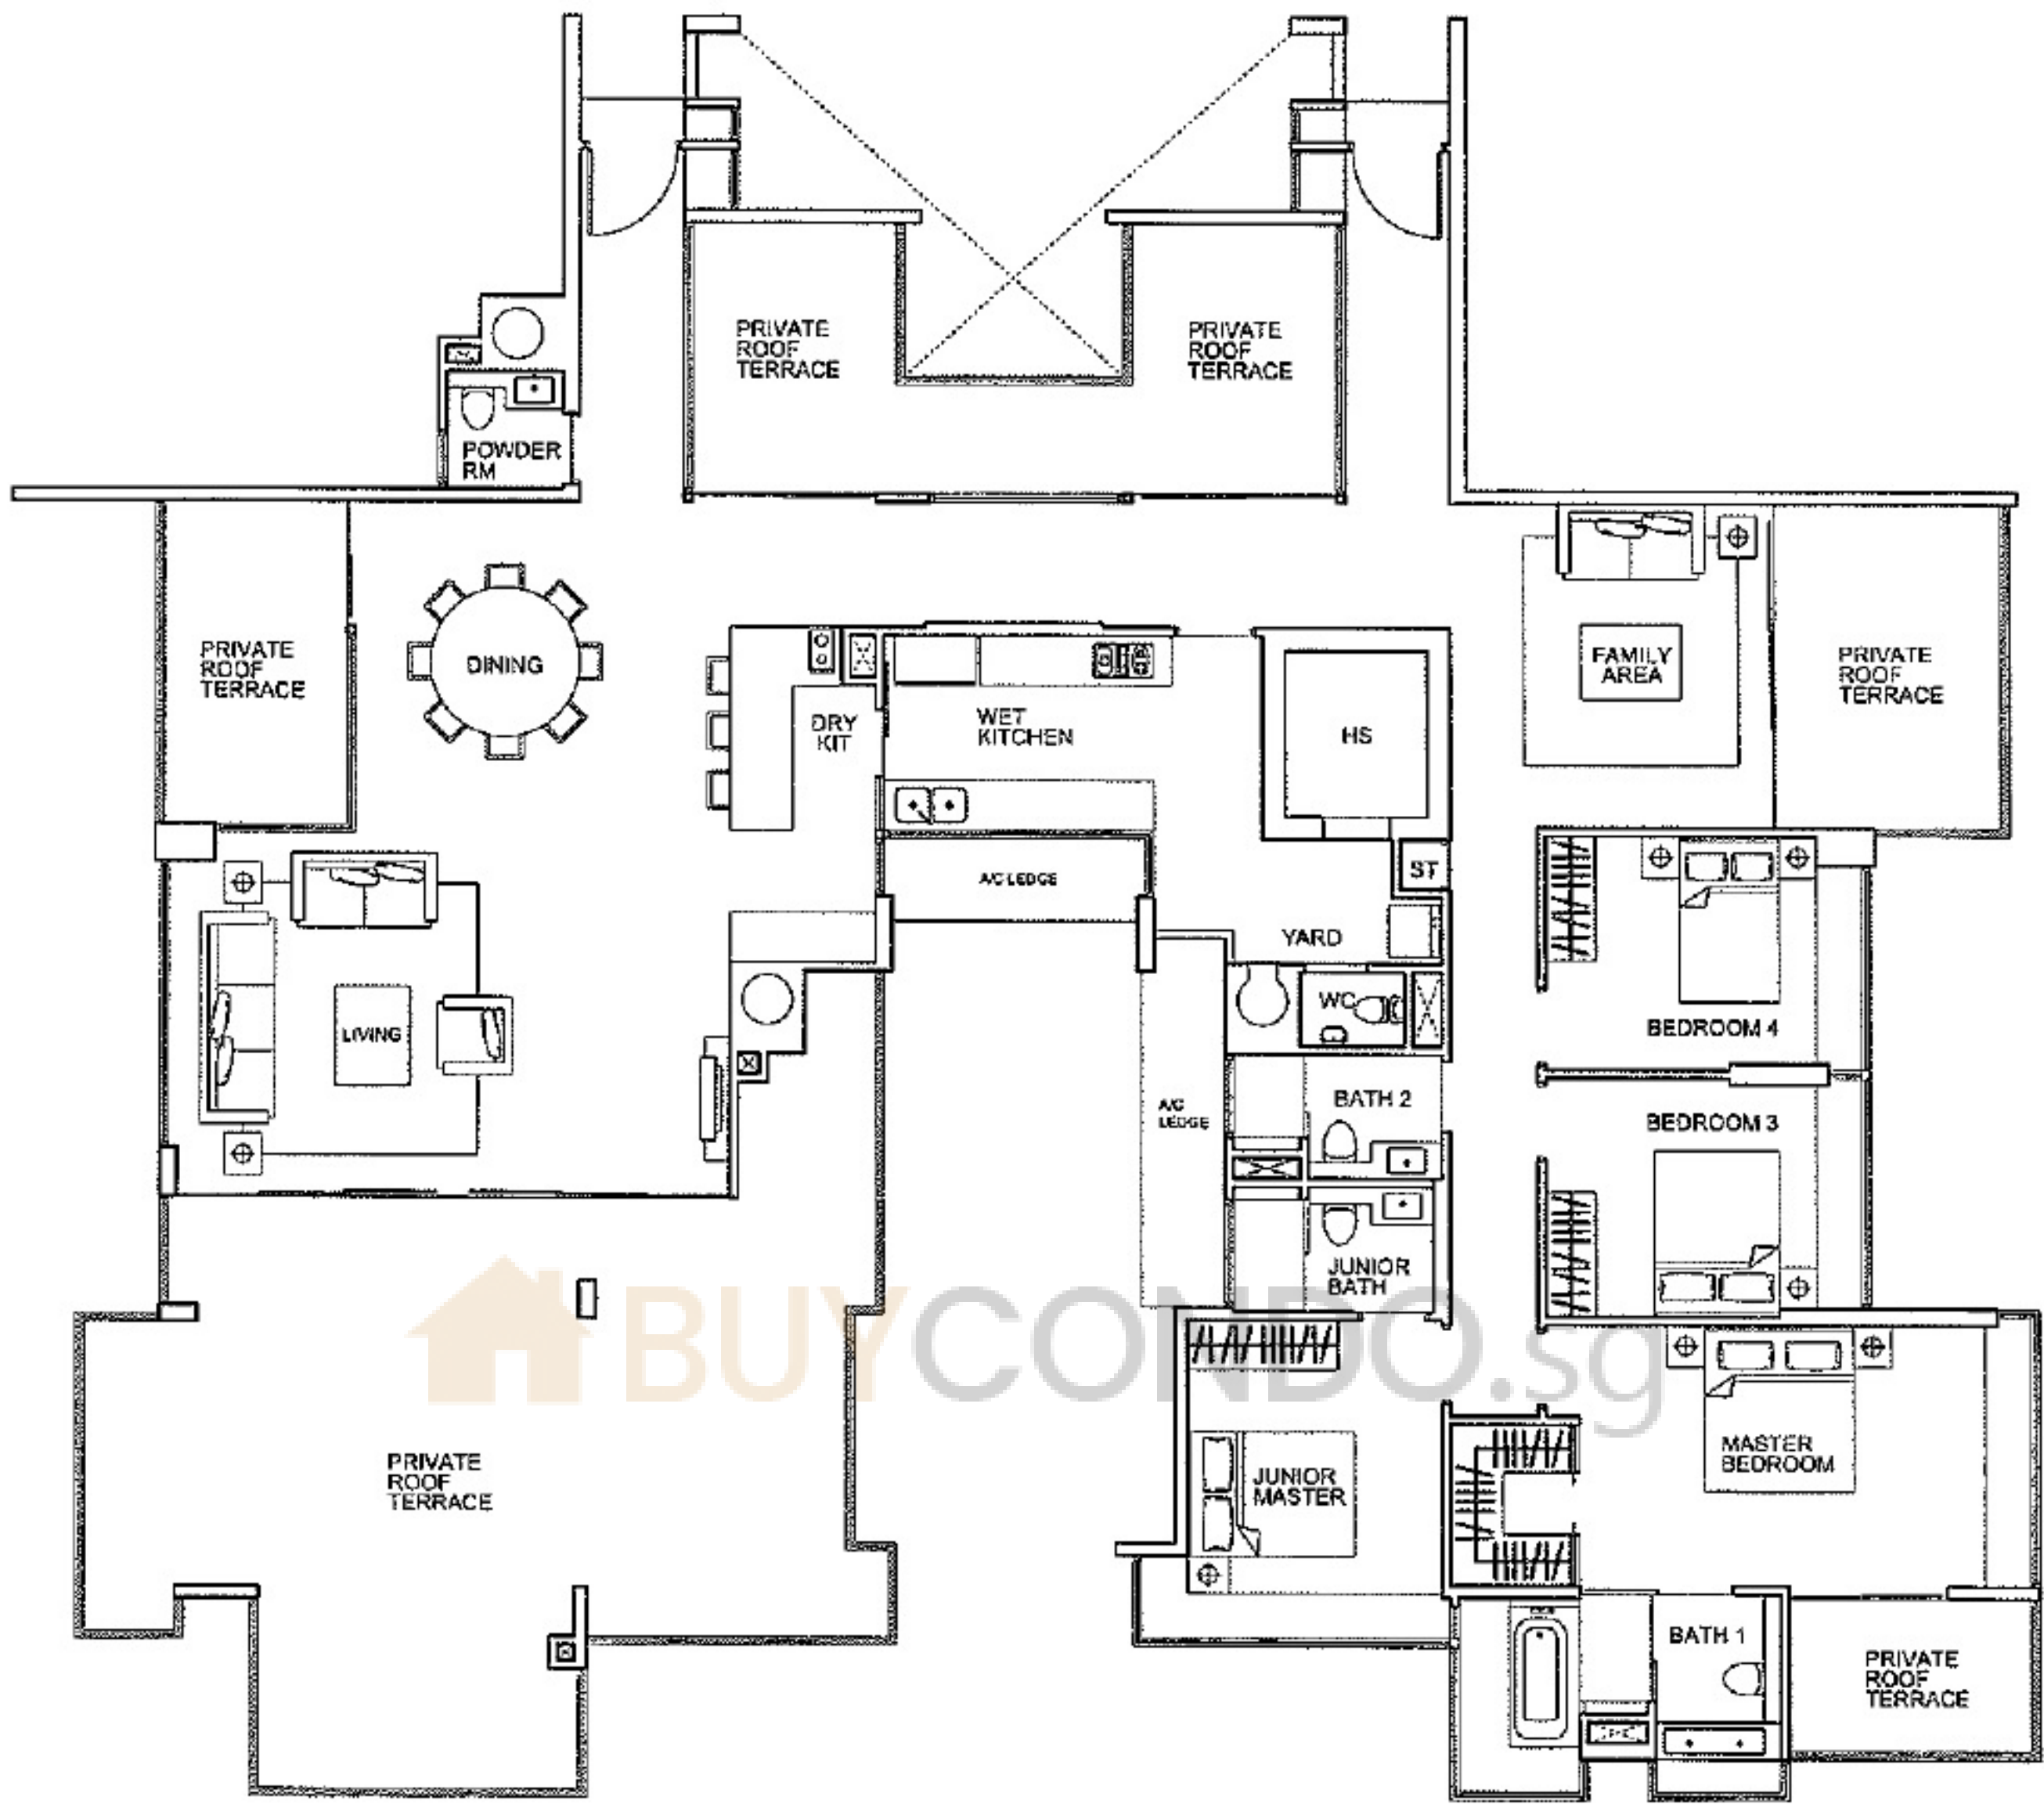 PRIVATE
ROOF
TERRACE
PRIVATE
ROOF
TERRACE
POWDER
RM
PRIVATE
ROOF
TERRACE
DINING
DRY
KIT
WET
KITCHEN
HS
FAMILY
AREA
PRIVATE
ROOF
TERRACE
A/C LEDGE
ST
YARD
LIVING
WC
BEDROOM 4
A/C
LEDGE
BATH 2
BEDROOM 3
JUNIOR
BATH
BUYCONDO.sg
PRIVATE
ROOF
TERRACE
JUNIOR
MASTER
MASTER
BEDROOM
BATH 1
PRIVATE
ROOF
TERRACE